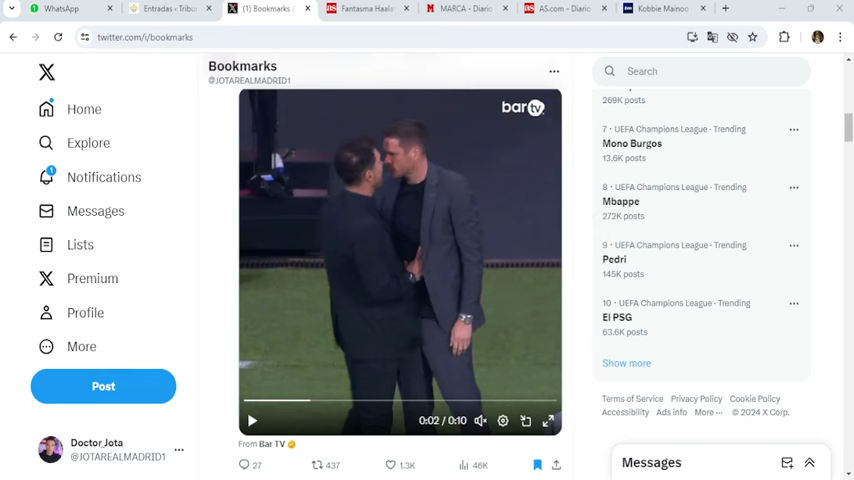 WhatsApp
Entradas ‹ Tribun
(1) Bookmarks /
Fantasma Haalan
MARCA - Diario
AS.com - Diario
Kobbie Mainoo
twitter.com/i/bookmarks
Bookmarks
@JOTAREALMADRID1
Search
Home
Explore
1
Notifications
Messages
Lists
Premium
Profile
More
Post
Doctor_Jota
@JOTAREALMADRID1
bar tv.
0:02 / 0:10
From Bar TV
27
437
1.3K
46K
269K posts
7 · UEFA Champions League · Trending
Mono Burgos
13.6K posts
8 · UEFA Champions League · Trending
Mbappe
272K posts
9 · UEFA Champions League · Trending
Pedri
145K posts
10 · UEFA Champions League · Trending
El PSG
63.6K posts
Show more
Terms of Service Privacy Policy Cookie Policy
Accessibility Ads info More ··· © 2024 X Corp.
Messages